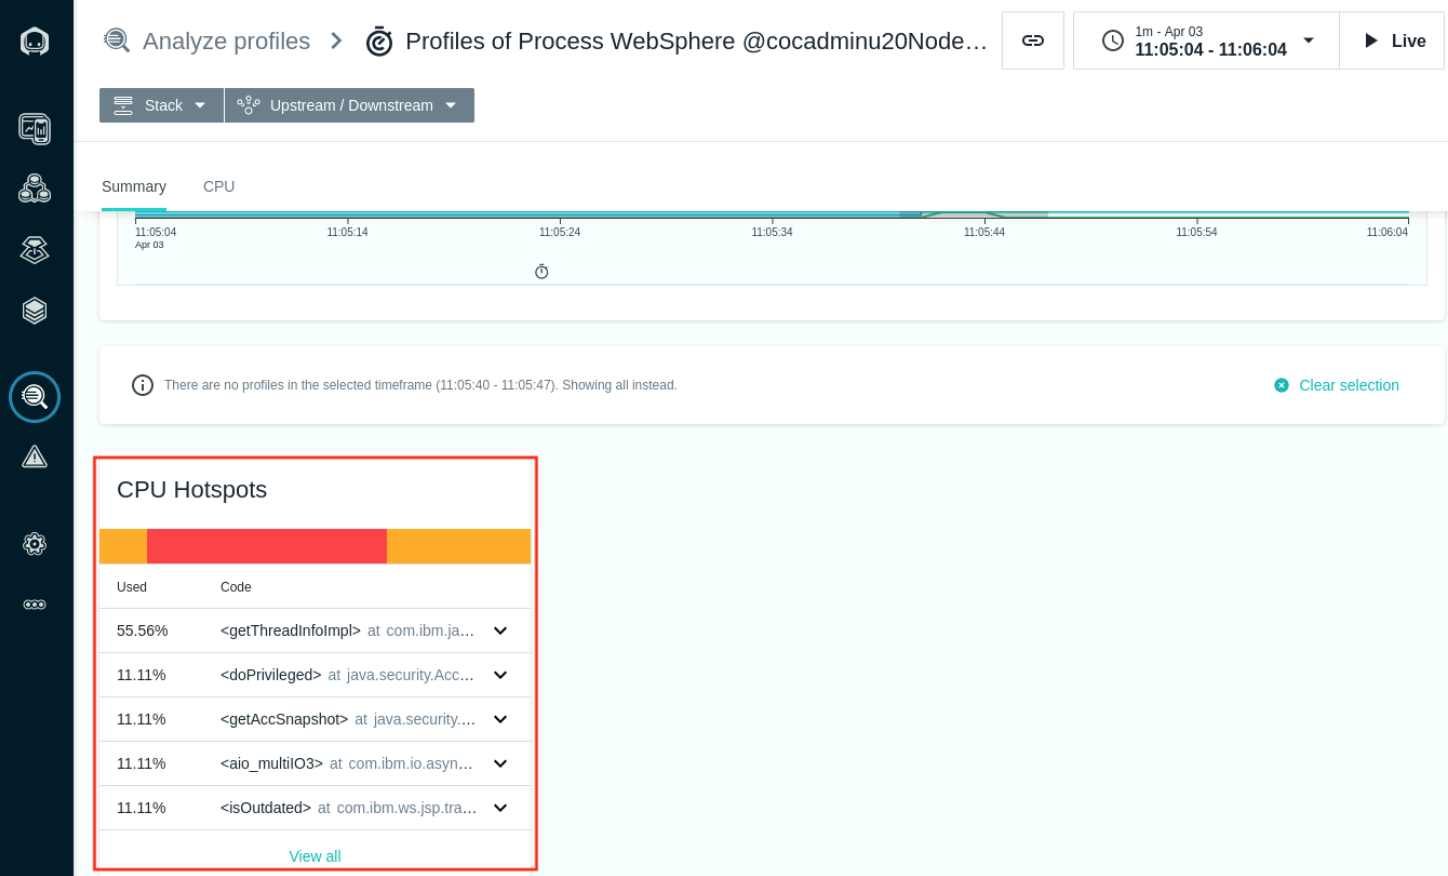 Analyze profiles
Profiles of Process WebSphere @cocadminu20Node…
1m - Apr 03
11:05:04 - 11:06:04
Live
Stack
Upstream / Downstream
Summary
CPU
11:05:04
11:05:14
11:05:24
11:05:34
11:05:44
11:05:54
11:06:04
Apr 03
There are no profiles in the selected timeframe (11:05:40 - 11:05:47). Showing all instead.
Clear selection
CPU Hotspots
Used Code
55.56% <getThreadInfoImpl> at com.ibm.ja…
11.11% <doPrivileged> at java.security.Acc…
11.11% <getAccSnapshot> at java.security.…
11.11% <aio_multiIO3> at com.ibm.io.asyn…
11.11% <isOutdated> at com.ibm.ws.jsp.tra…
View all